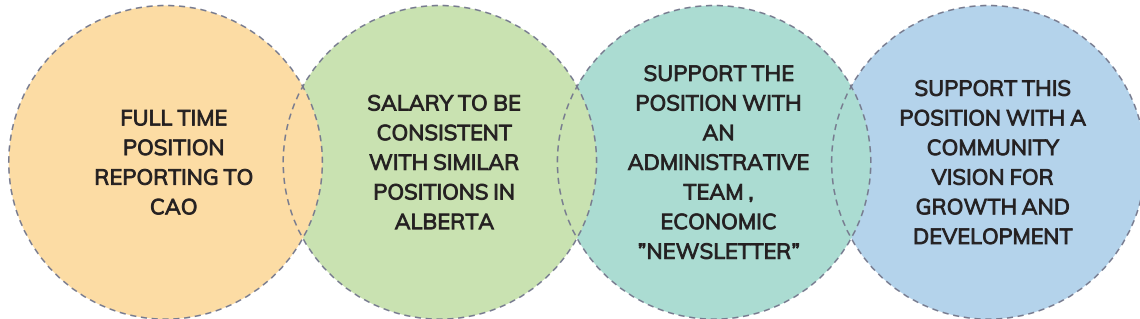 FULL TIME
POSITION
REPORTING TO
CAO
SALARY TO BE
CONSISTENT
WITH SIMILAR
POSITIONS IN
ALBERTA
SUPPORT THE
POSITION WITH
AN
ADMINISTRATIVE
TEAM ,
ECONOMIC
"NEWSLETTER"
SUPPORT THIS
POSITION WITH A
COMMUNITY
VISION FOR
GROWTH AND
DEVELOPMENT